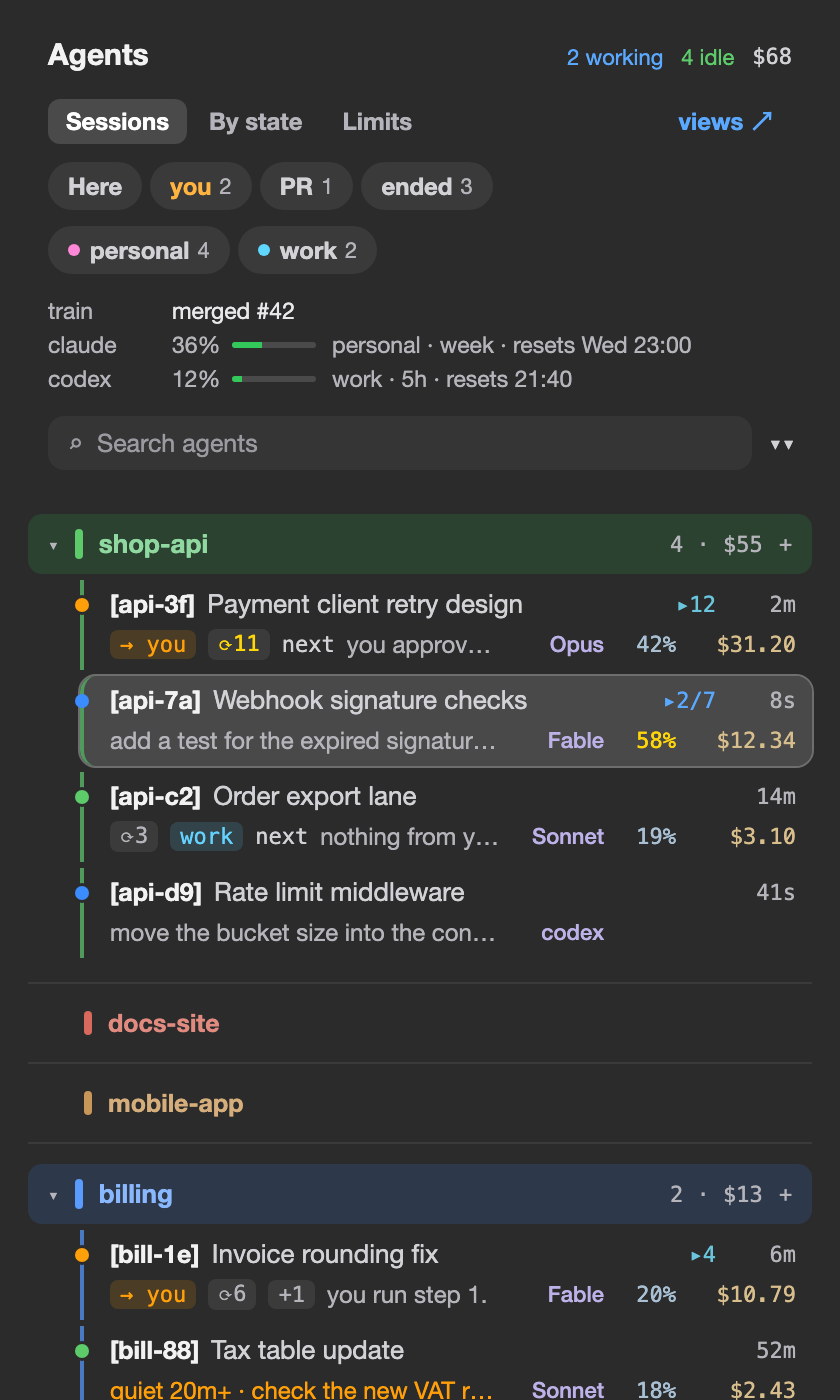 Agents 2 working 4 idle $68
Sessions By state Limits views ↗
Here you 2 PR 1 ended 3
personal 4 work 2
train merged #42
claude 36% personal · week · resets Wed 23:00
codex 12% work · 5h · resets 21:40
Search agents ▾▾
▾ shop-api 4 · $55 +
[api-3f] Payment client retry design ▸12 2m
→ you ⟳11 next you approv… Opus 42% $31.20
[api-7a] Webhook signature checks ▸2/7 8s
add a test for the expired signatur… Fable 58% $12.34
[api-c2] Order export lane 14m
⟳3 work next nothing from y… Sonnet 19% $3.10
[api-d9] Rate limit middleware 41s
move the bucket size into the con… codex
docs-site
mobile-app
▾ billing 2 · $13 +
[bill-1e] Invoice rounding fix ▸4 6m
→ you ⟳6 +1 you run step 1. Fable 20% $10.79
[bill-88] Tax table update 52m
quiet 20m+ · check the new VAT r… Sonnet 18% $2.43